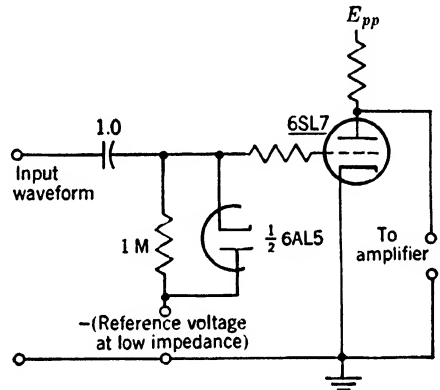 E_pp
1.0
6SL7
Input
waveform
1 M
½ 6AL5
To
amplifier
-(Reference voltage
at low impedance)